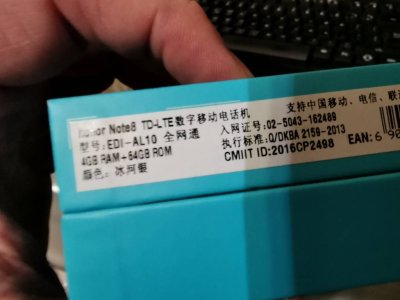 honor Note8 TD-LTE数字移动电话机
型号: EDI-AL10 全网通
4GB RAM+64GB ROM
颜色: 冰河银
支持中国移动、电信、联
入网证号: 02-5043-162489
执行标准: Q/DKBA 2159-2013
CMIIT ID: 2016CP2498
EAN: 6 90